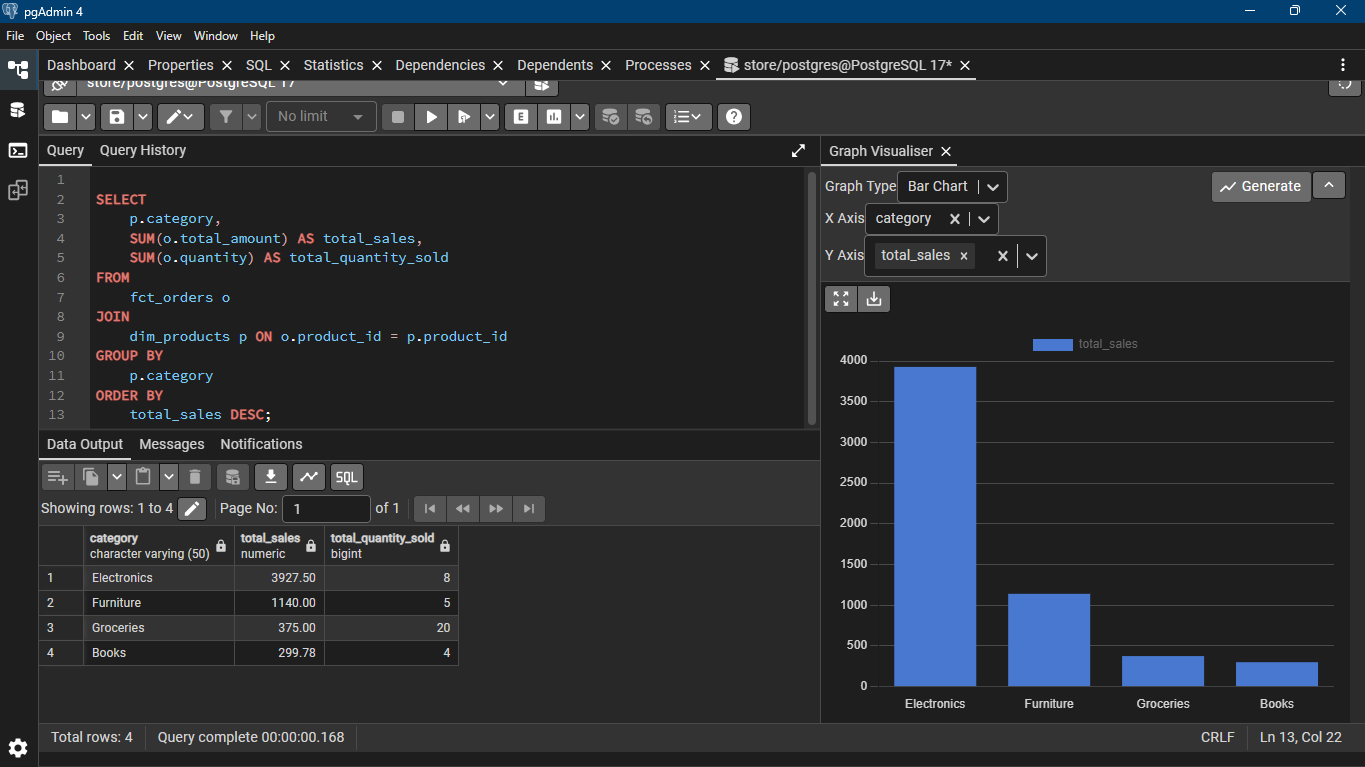 pgAdmin 4
File Object Tools Edit View Window Help
Dashboard Properties SQL Statistics Dependencies Dependents Processes store/postgres@PostgreSQL 17*
store/postgres@PostgreSQL 17
No limit
E
Query Query History
1
2 SELECT
3 p.category,
4 SUM(o.total_amount) AS total_sales,
5 SUM(o.quantity) AS total_quantity_sold
6 FROM
7 fct_orders o
8 JOIN
9 dim_products p ON o.product_id = p.product_id
10 GROUP BY
11 p.category
12 ORDER BY
13 total_sales DESC;
Data Output Messages Notifications
SQL
Showing rows: 1 to 4 Page No: 1 of 1
category total_sales total_quantity_sold
character varying (50) numeric bigint
1 Electronics 3927.50 8
2 Furniture 1140.00 5
3 Groceries 375.00 20
4 Books 299.78 4
Graph Visualiser
Graph Type Bar Chart Generate
X Axis category
Y Axis total_sales
total_sales
4000
3500
3000
2500
2000
1500
1000
500
0
Electronics Furniture Groceries Books
Total rows: 4 Query complete 00:00:00.168 CRLF Ln 13, Col 22